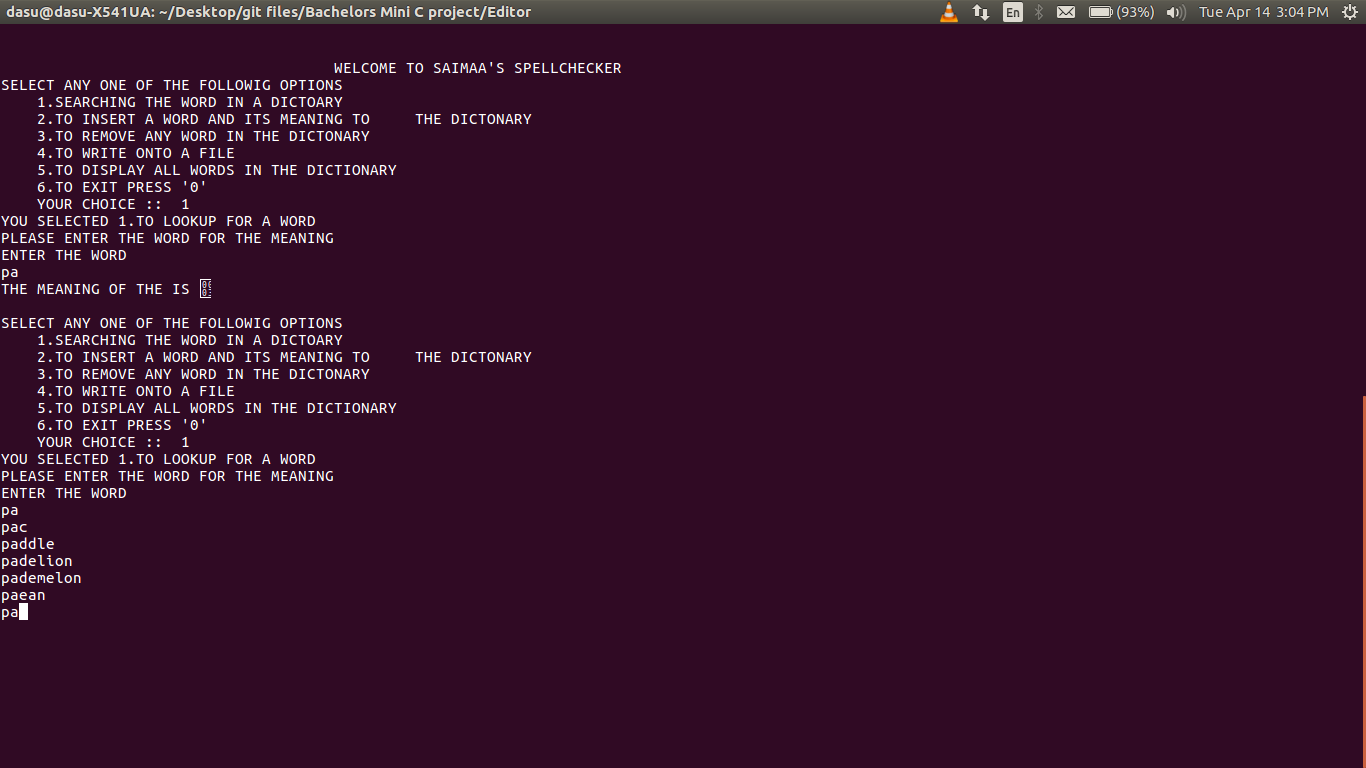 dasu@dasu-X541UA: ~/Desktop/git files/Bachelors Mini C project/Editor
En
(93%)
Tue Apr 14 3:04 PM
WELCOME TO SAIMAA'S SPELLCHECKER
SELECT ANY ONE OF THE FOLLOWIG OPTIONS
1.SEARCHING THE WORD IN A DICTOARY
2.TO INSERT A WORD AND ITS MEANING TO     THE DICTONARY
3.TO REMOVE ANY WORD IN THE DICTONARY
4.TO WRITE ONTO A FILE
5.TO DISPLAY ALL WORDS IN THE DICTIONARY
6.TO EXIT PRESS '0'
YOUR CHOICE ::  1
YOU SELECTED 1.TO LOOKUP FOR A WORD
PLEASE ENTER THE WORD FOR THE MEANING
ENTER THE WORD
pa
THE MEANING OF THE IS
SELECT ANY ONE OF THE FOLLOWIG OPTIONS
1.SEARCHING THE WORD IN A DICTOARY
2.TO INSERT A WORD AND ITS MEANING TO     THE DICTONARY
3.TO REMOVE ANY WORD IN THE DICTONARY
4.TO WRITE ONTO A FILE
5.TO DISPLAY ALL WORDS IN THE DICTIONARY
6.TO EXIT PRESS '0'
YOUR CHOICE ::  1
YOU SELECTED 1.TO LOOKUP FOR A WORD
PLEASE ENTER THE WORD FOR THE MEANING
ENTER THE WORD
pa
pac
paddle
padelion
pademelon
paean
pa